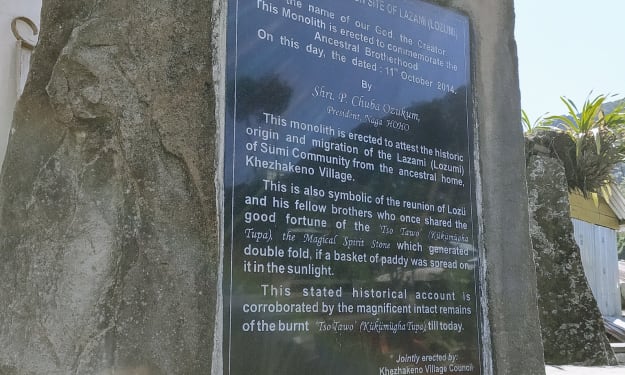 ON SITE OF LAZAMI (LOZUMI)
the name of our God, the Creator
This Monolith is erected to commemorate the
Ancestral Brotherhood
On this day, the dated : 11th October 2014.
By
Shri. P. Chuba Ozukum,
President, Naga HOHO
This monolith is erected to attest the historic
origin and migration of the Lazami (Lozumi)
of Sumi Community from the ancestral home,
Khezhakeno Village.
This is also symbolic of the reunion of Lozü
and his fellow brothers who once shared the
good fortune of the 'Tso Tawo' (Kükümügha
Tupa), the Magical Spirit Stone which generated
double fold, if a basket of paddy was spread on
it in the sunlight.
This stated historical account is
corroborated by the magnificent intact remains
of the burnt 'Tso Tawo' (Kükümügha Tupa) till today.
Jointly erected by:
Khezhakeno Village Council